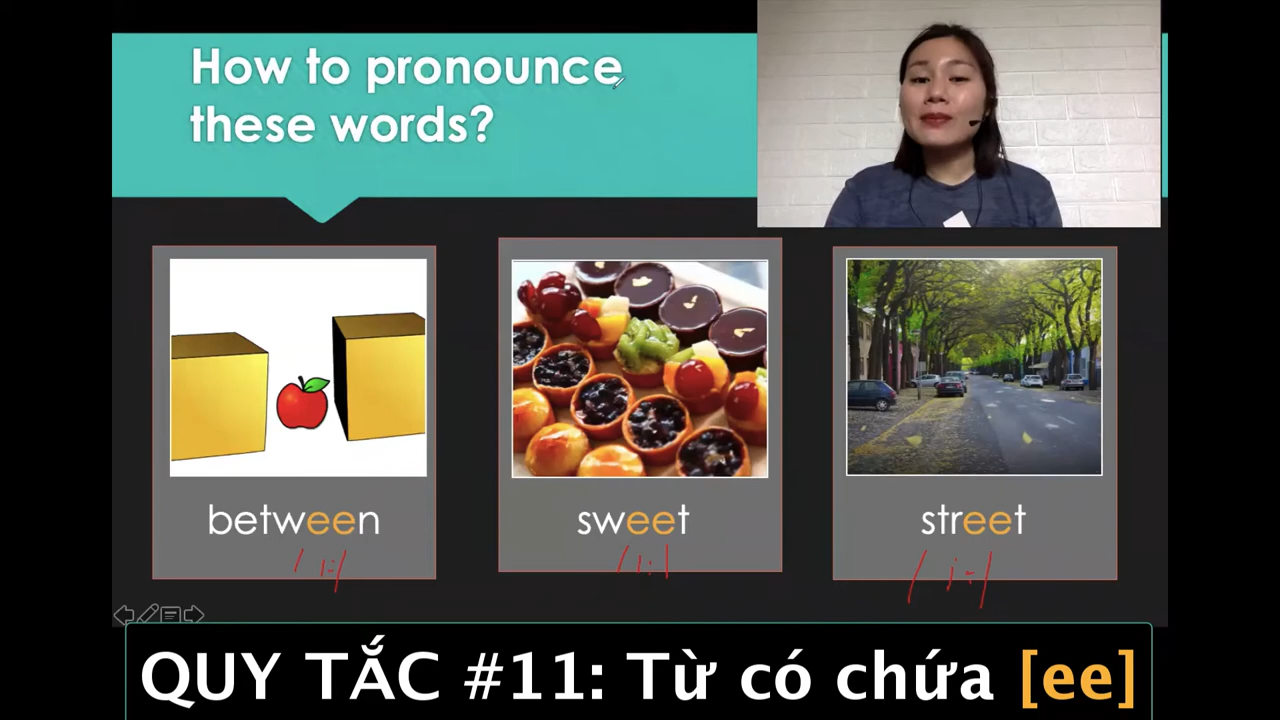 How to pronounce
these words?
between
sweet
street
/i:/
/i:/
/i:/
QUY TẮC #11: Từ có chứa [ee]